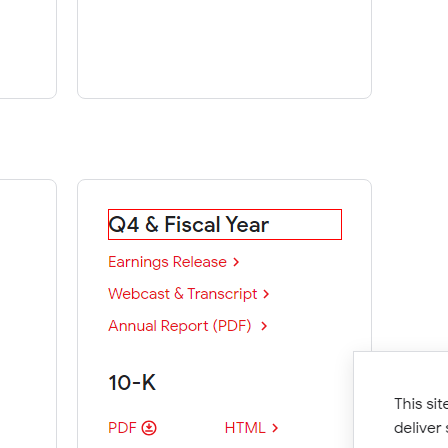 Q4 & Fiscal Year
Earnings Release
Webcast & Transcript
Annual Report (PDF)
10-K
PDF
HTML
This site
deliver